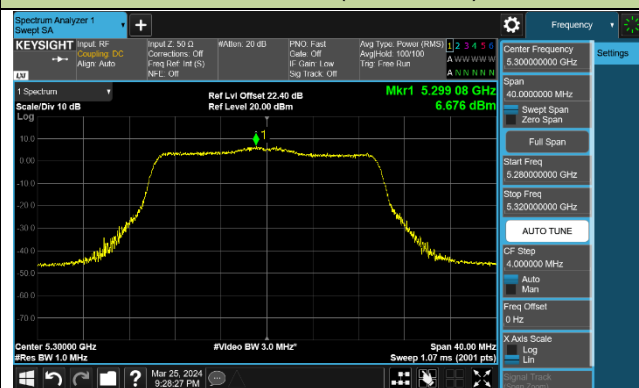 Spectrum Analyzer 1
Swept SA
Frequency
KEYSIGHT
Input: RF
Coupling: DC
Align: Auto
Input Z: 50 Ω
Corrections: Off
Freq Ref: Int (S)
NFE: Off
#Atten: 20 dB
PNO: Fast
Gate: Off
IF Gain: Low
Sig Track: Off
Avg Type: Power (RMS)
Avg|Hold: 100/100
Trig: Free Run
1 2 3 4 5 6
A W W W W W
A N N N N N
LXI
1 Spectrum
Scale/Div 10 dB
Log
Ref Lvl Offset 22.40 dB
Ref Level 20.00 dBm
Mkr1 5.299 08 GHz
6.676 dBm
1
10.0
0.00
-10.0
-20.0
-30.0
-40.0
-50.0
-60.0
-70.0
Center 5.30000 GHz
#Res BW 1.0 MHz
#Video BW 3.0 MHz*
Span 40.00 MHz
Sweep 1.07 ms (2001 pts)
Center Frequency
5.300000000 GHz
Settings
Span
40.0000000 MHz
Swept Span
Zero Span
Full Span
Start Freq
5.280000000 GHz
Stop Freq
5.320000000 GHz
AUTO TUNE
CF Step
4.000000 MHz
Auto
Man
Freq Offset
0 Hz
X Axis Scale
Log
Lin
Signal Track
Mar 25, 2024
9:28:27 PM